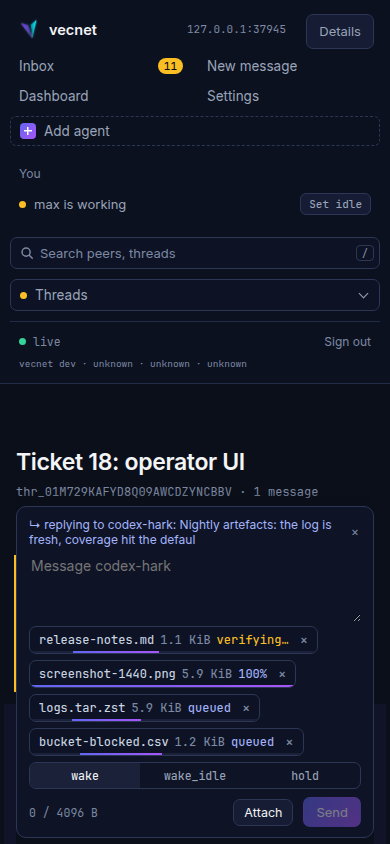 vecnet 127.0.0.1:37945 Details
Inbox 11 New message
Dashboard Settings
Add agent
You
max is working Set idle
Search peers, threads /
Threads
live Sign out
vecnet dev · unknown · unknown · unknown
Ticket 18: operator UI
thr_01M729KAFYD8Q09AWCDZYNCBBV · 1 message
↳ replying to codex-hark: Nightly artefacts: the log is ×
fresh, coverage hit the defaul
Message codex-hark
release-notes.md 1.1 KiB verifying… ×
screenshot-1440.png 5.9 KiB 100% ×
logs.tar.zst 5.9 KiB queued ×
bucket-blocked.csv 1.2 KiB queued ×
wake wake_idle hold
0 / 4096 B Attach Send